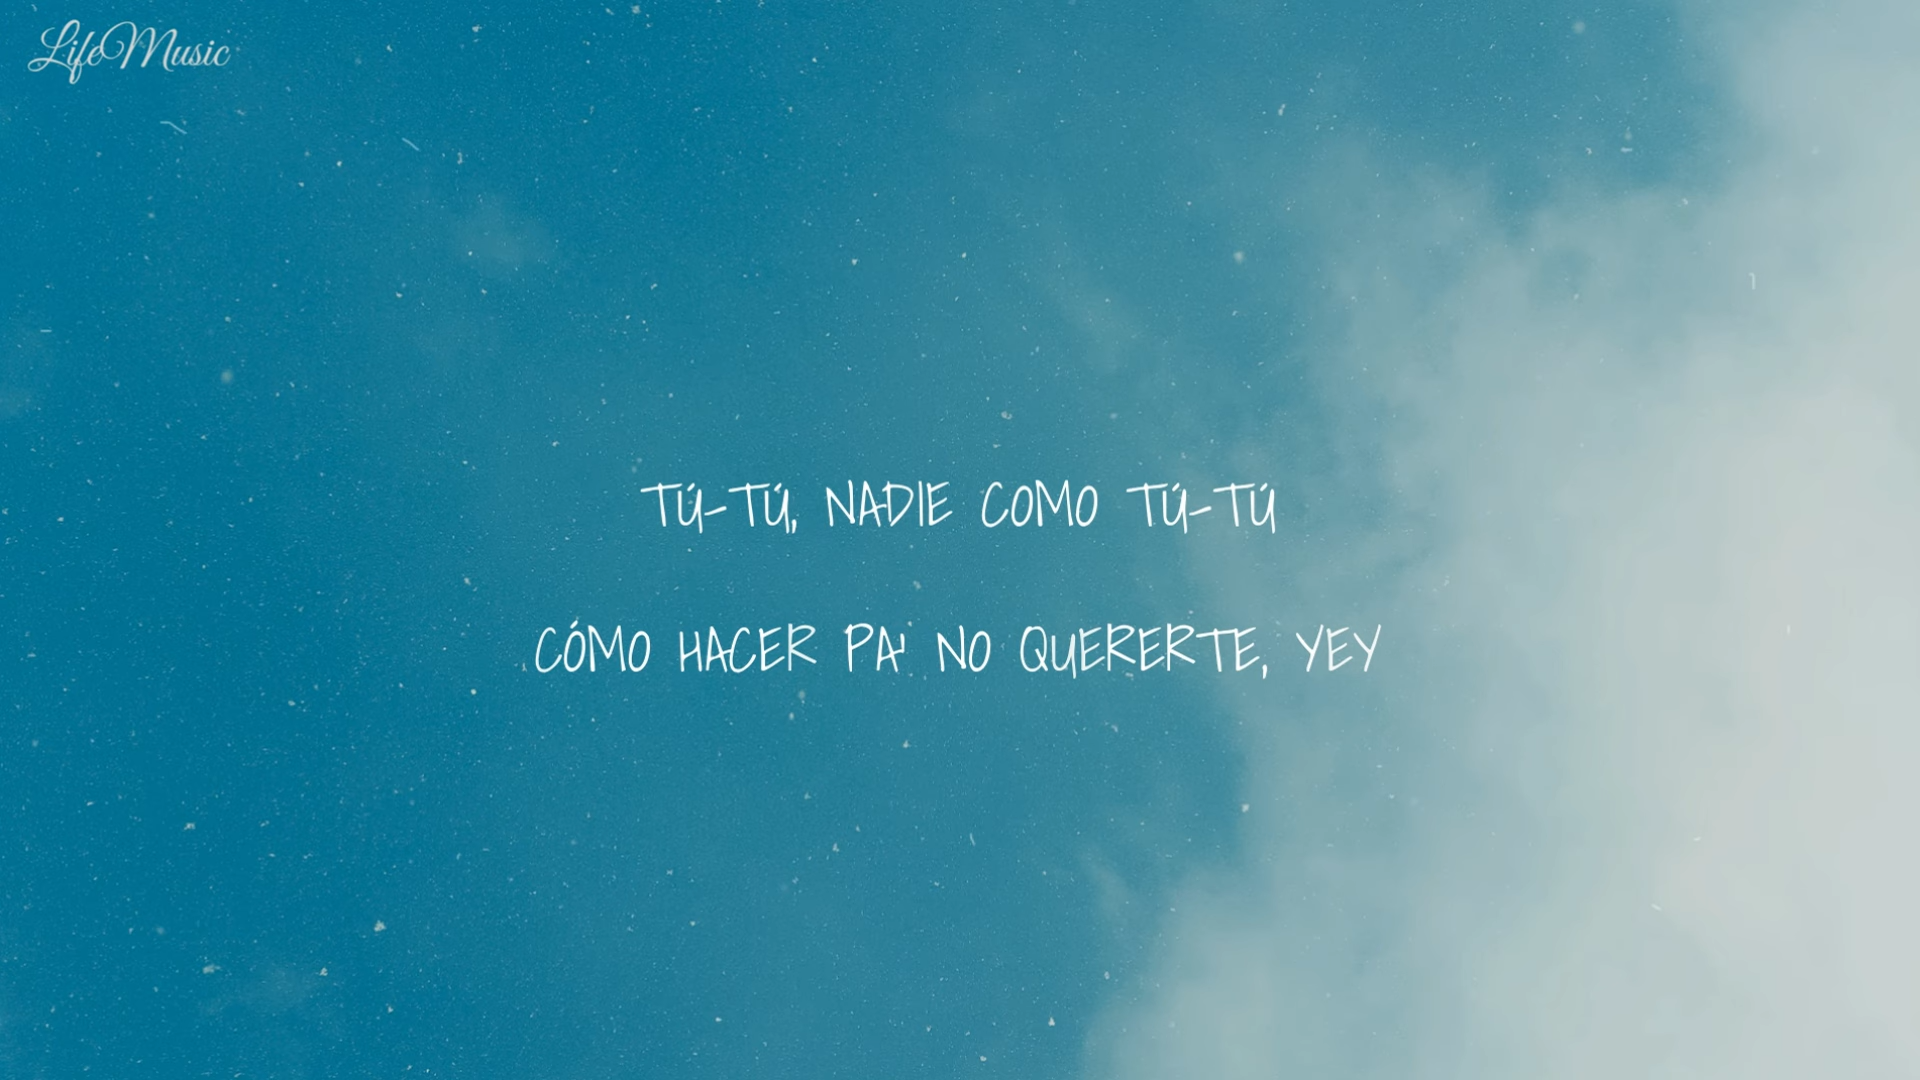 LifeMusic
TÚ-TÚ, NADIE COMO TÚ-TÚ
CÓMO HACER PA' NO QUERERTE, YEY